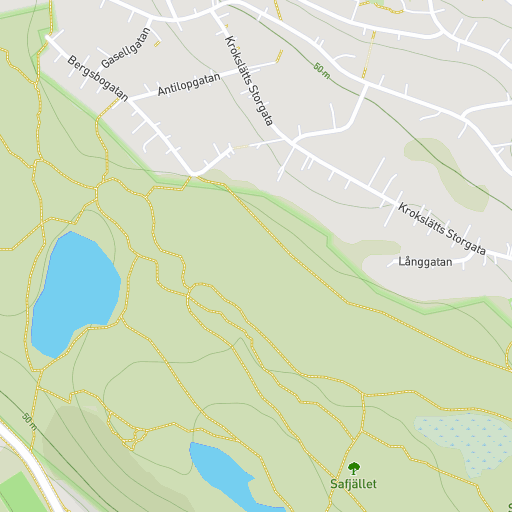 Gasellgatan
Bergsbogatan
Antilopgatan
Krokslätts Storgata
50 m
Krokslätts Storgata
Långgatan
50 m
Safjället